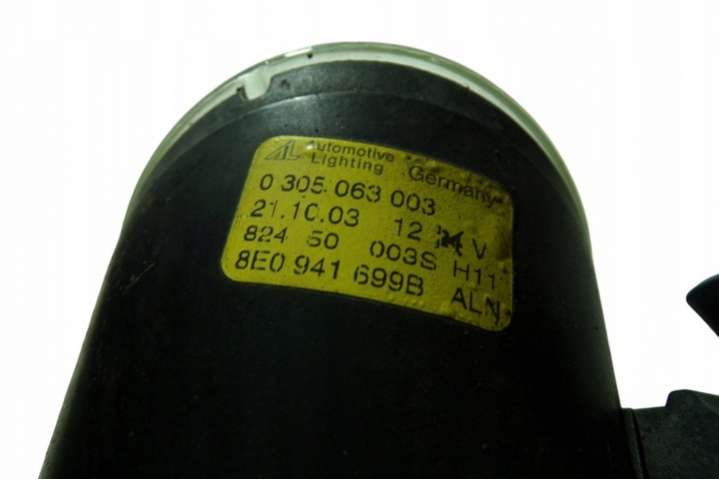 AL Automotive Lighting Germany
0 305 063 003
21.10.03 12 V
824 50 003S H11
8E0 941 699B ALN